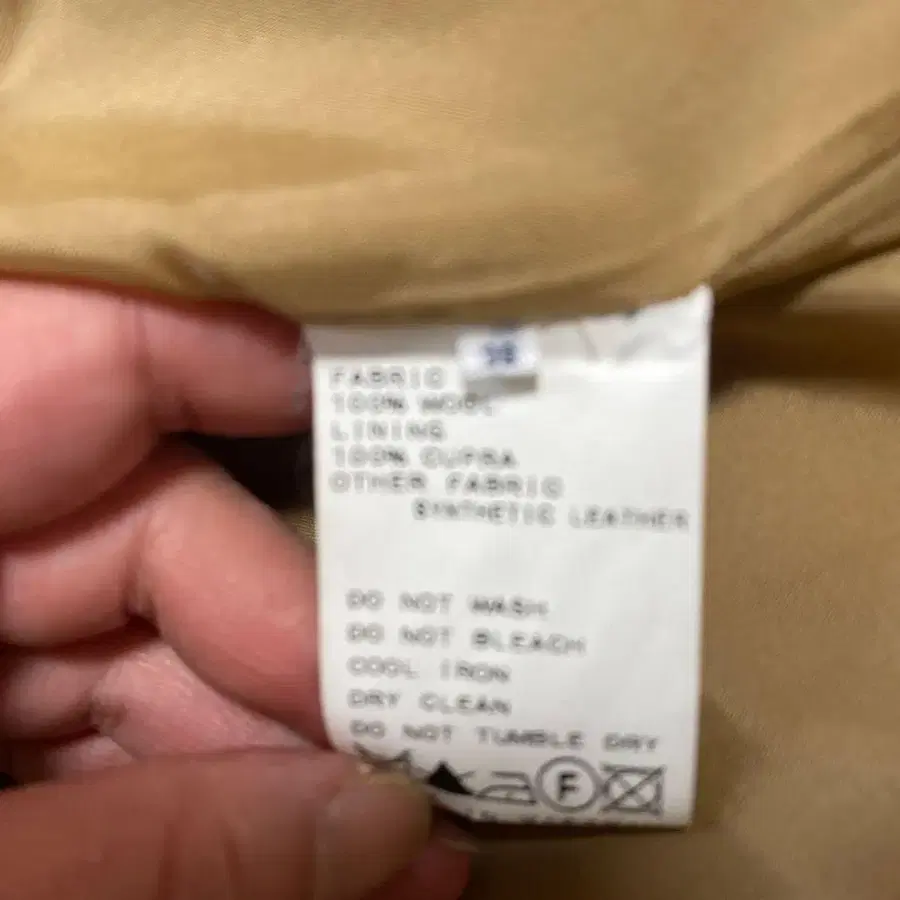 38
FABRIC
100% WOOL
LINING
100% CUPRA
OTHER FABRIC
SYNTHETIC LEATHER
DO NOT WASH
DO NOT BLEACH
COOL IRON
DRY CLEAN
DO NOT TUMBLE DRY
F